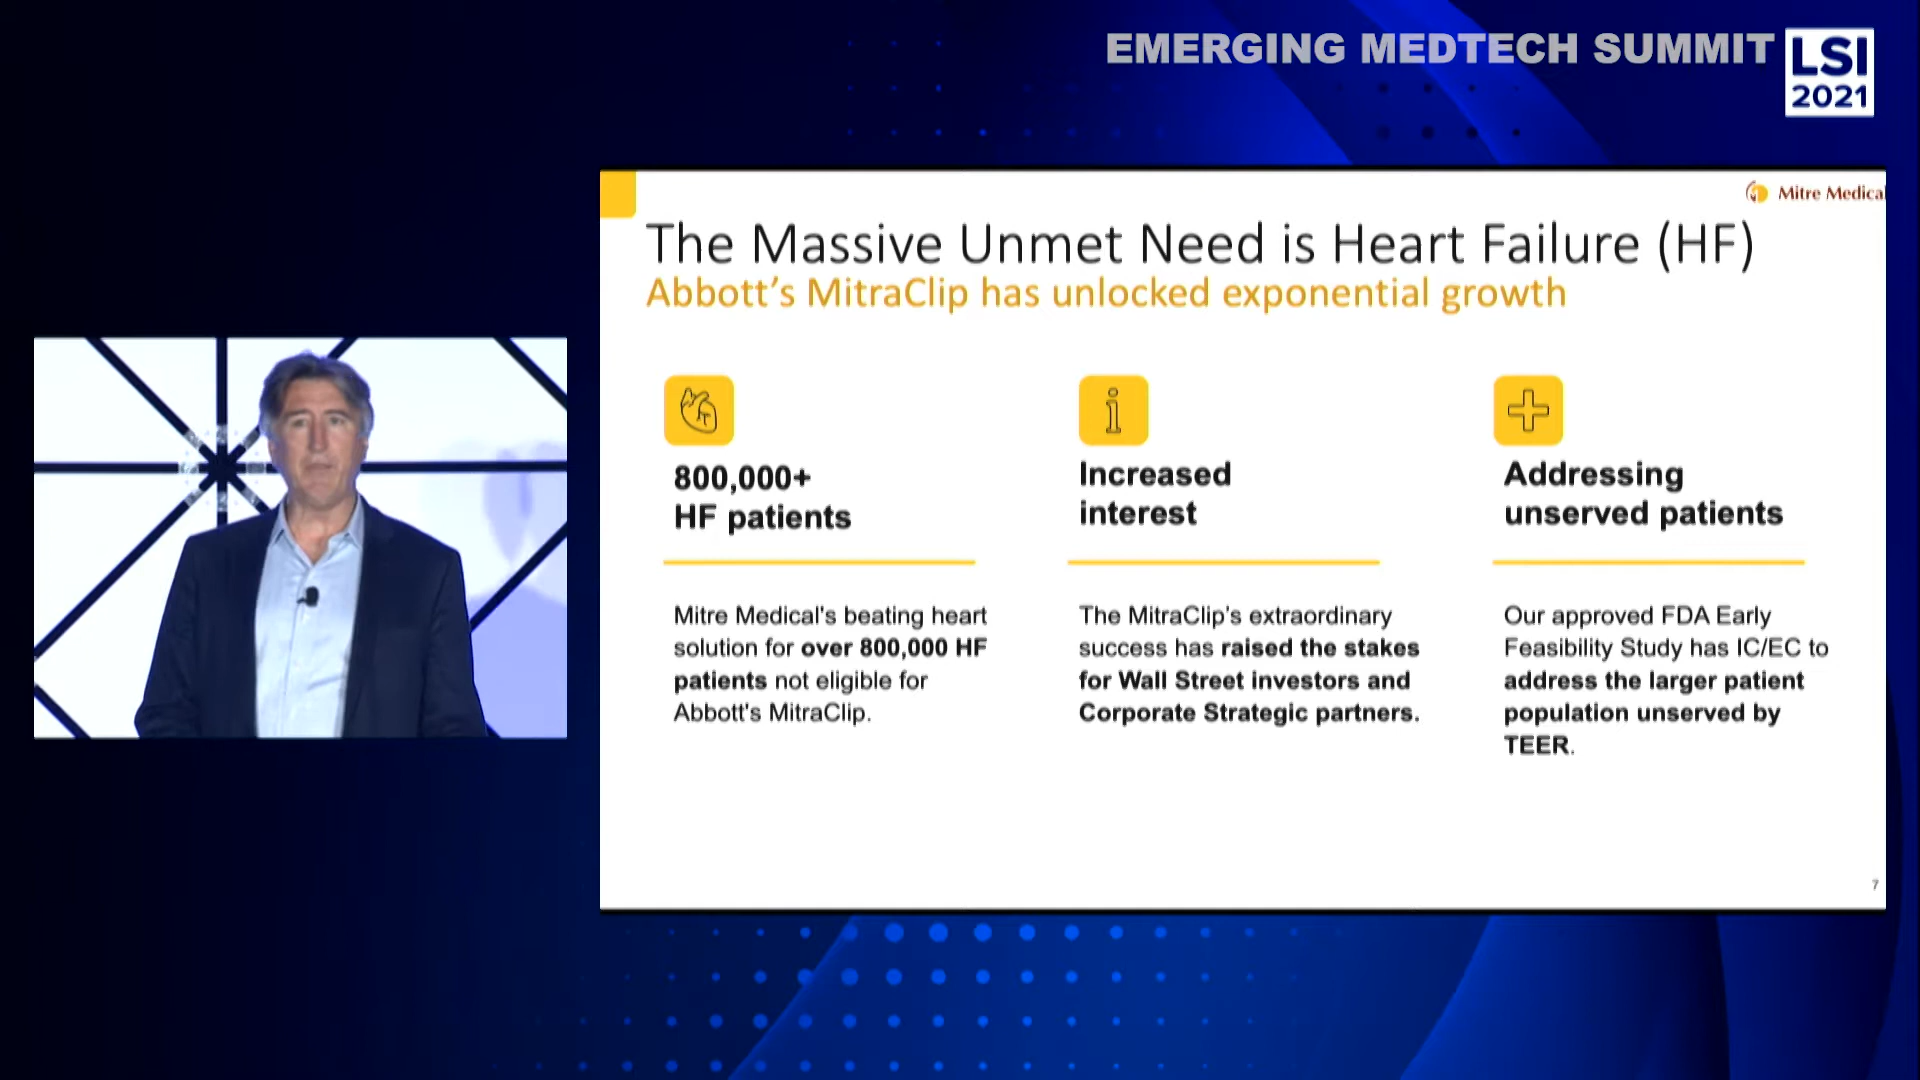 EMERGING MEDTECH SUMMIT
LSI
2021
Mitre Medical
The Massive Unmet Need is Heart Failure (HF)
Abbott's MitraClip has unlocked exponential growth
800,000+
HF patients
Mitre Medical's beating heart
solution for over 800,000 HF
patients not eligible for
Abbott's MitraClip.
i
Increased
interest
The MitraClip's extraordinary
success has raised the stakes
for Wall Street investors and
Corporate Strategic partners.
Addressing
unserved patients
Our approved FDA Early
Feasibility Study has IC/EC to
address the larger patient
population unserved by
TEER.
7